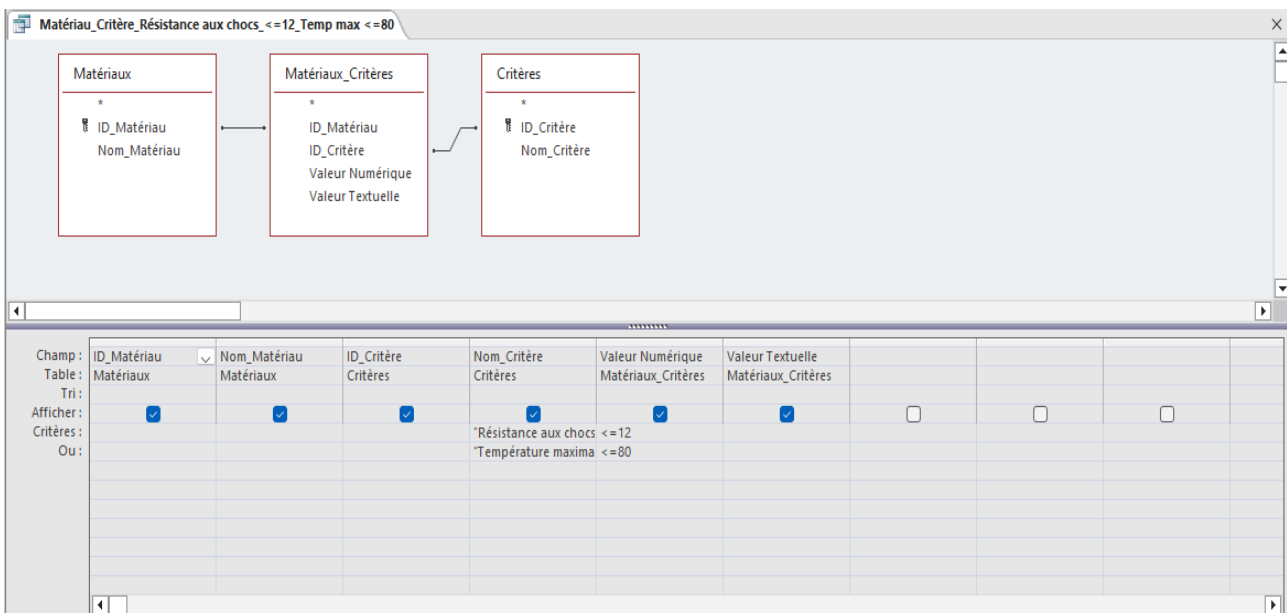 Matériau_Critère_Résistance aux chocs_<=12_Temp max <=80
Matériaux
*
ID_Matériau
Nom_Matériau
Matériaux_Critères
*
ID_Matériau
ID_Critère
Valeur Numérique
Valeur Textuelle
Critères
*
ID_Critère
Nom_Critère
Champ : ID_Matériau Nom_Matériau ID_Critère Nom_Critère Valeur Numérique Valeur Textuelle
Table : Matériaux Matériaux Critères Critères Matériaux_Critères Matériaux_Critères
Tri :
Afficher :
Critères : "Résistance aux chocs <=12
Ou : "Température maxima <=80